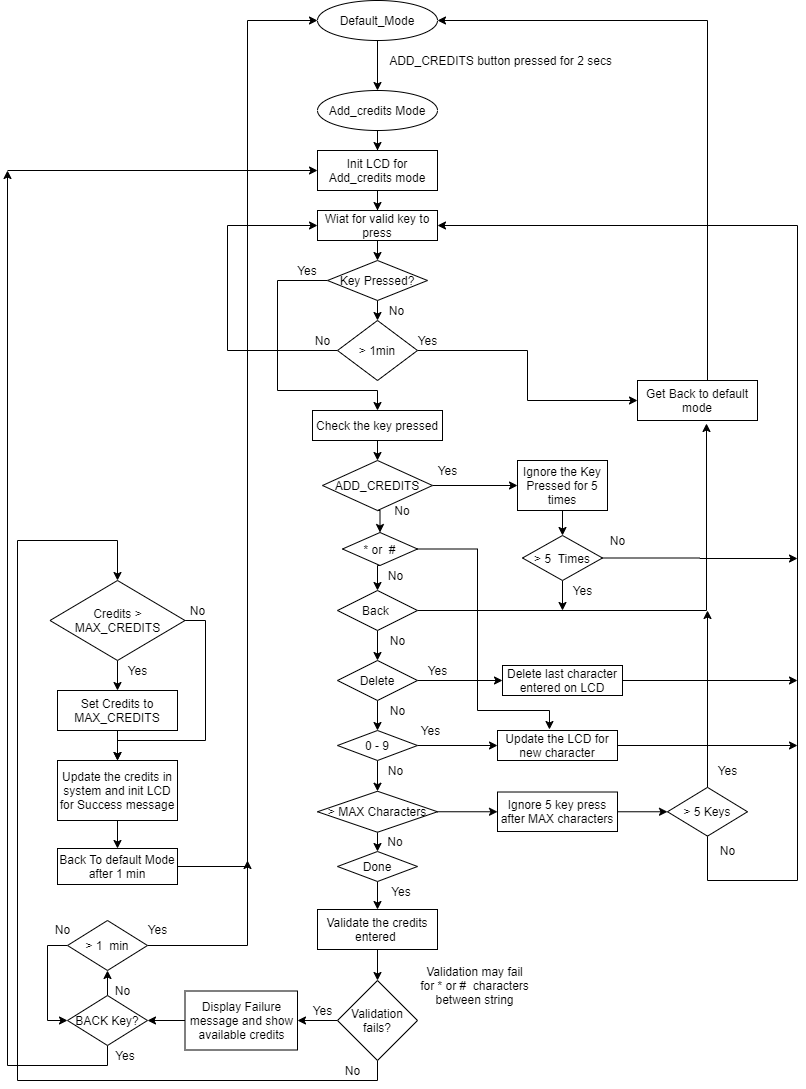 Default_Mode
ADD_CREDITS button pressed for 2 secs
Add_credits Mode
Init LCD for
Add_credits mode
Wiat for valid key to
press
Yes
Key Pressed?
No
No
> 1min
Yes
Get Back to default
mode
Check the key pressed
ADD_CREDITS
Yes
Ignore the Key
Pressed for 5
times
No
* or #
> 5 Times
No
No
Yes
Back
No
Credits >
MAX_CREDITS
No
Yes
Delete
Yes
Delete last character
entered on LCD
Set Credits to
MAX_CREDITS
No
0 - 9
Yes
Update the LCD for
new character
No
Update the credits in
system and init LCD
for Success message
> MAX Characters
Ignore 5 key press
after MAX characters
Yes
> 5 Keys
No
No
Back To default Mode
after 1 min
Done
Yes
Validate the credits
entered
No
> 1 min
Yes
Validation may fail
for * or # characters
between string
No
BACK Key?
Yes
Display Failure
message and show
available credits
Yes
Validation
fails?
No